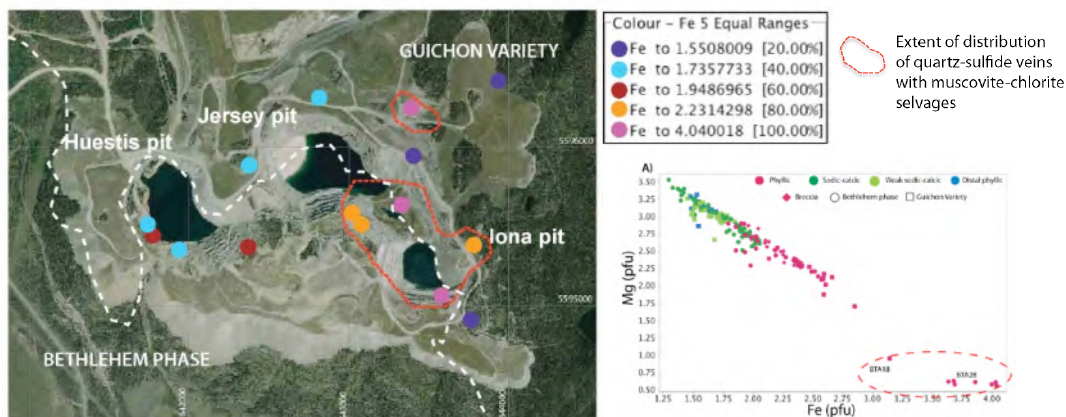 GUICHON VARIETY
Jersey pit
Huestis pit
Iona pit
BETHLEHEM PHASE
5596000
5595000
Colour - Fe 5 Equal Ranges
Fe to 1.5508009 [20.00%]
Fe to 1.7357733 [40.00%]
Fe to 1.9486965 [60.00%]
Fe to 2.2314298 [80.00%]
Fe to 4.040018 [100.00%]
Extent of distribution
of quartz-sulfide veins
with muscovite-chlorite
selvages
A)
Phyllic Sodic-calcic Weak sodic-calcic Distal phyllic
Breccia Bethlehem phase Guichon Variety
Mg (pfu)
3.50
3.25
3.00
2.75
2.50
2.25
2.00
1.75
1.50
1.25
1.00
0.75
0.50
BTA38
BTA28
1.25 1.50 1.75 2.00 2.25 2.50 2.75 3.00 3.25 3.50 3.75 4.00
Fe (pfu)